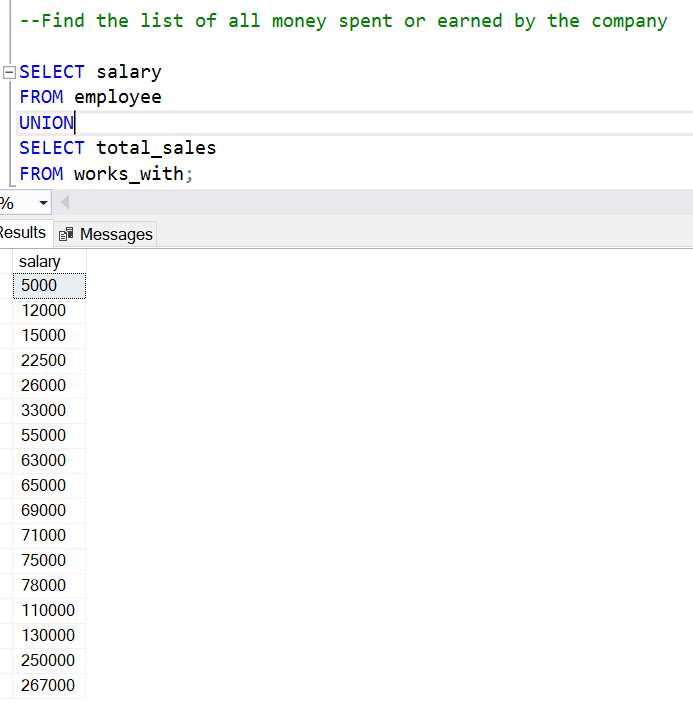 --Find the list of all money spent or earned by the company
SELECT salary
FROM employee
UNION
SELECT total_sales
FROM works_with;
%
Results Messages
salary
5000
12000
15000
22500
26000
33000
55000
63000
65000
69000
71000
75000
78000
110000
130000
250000
267000